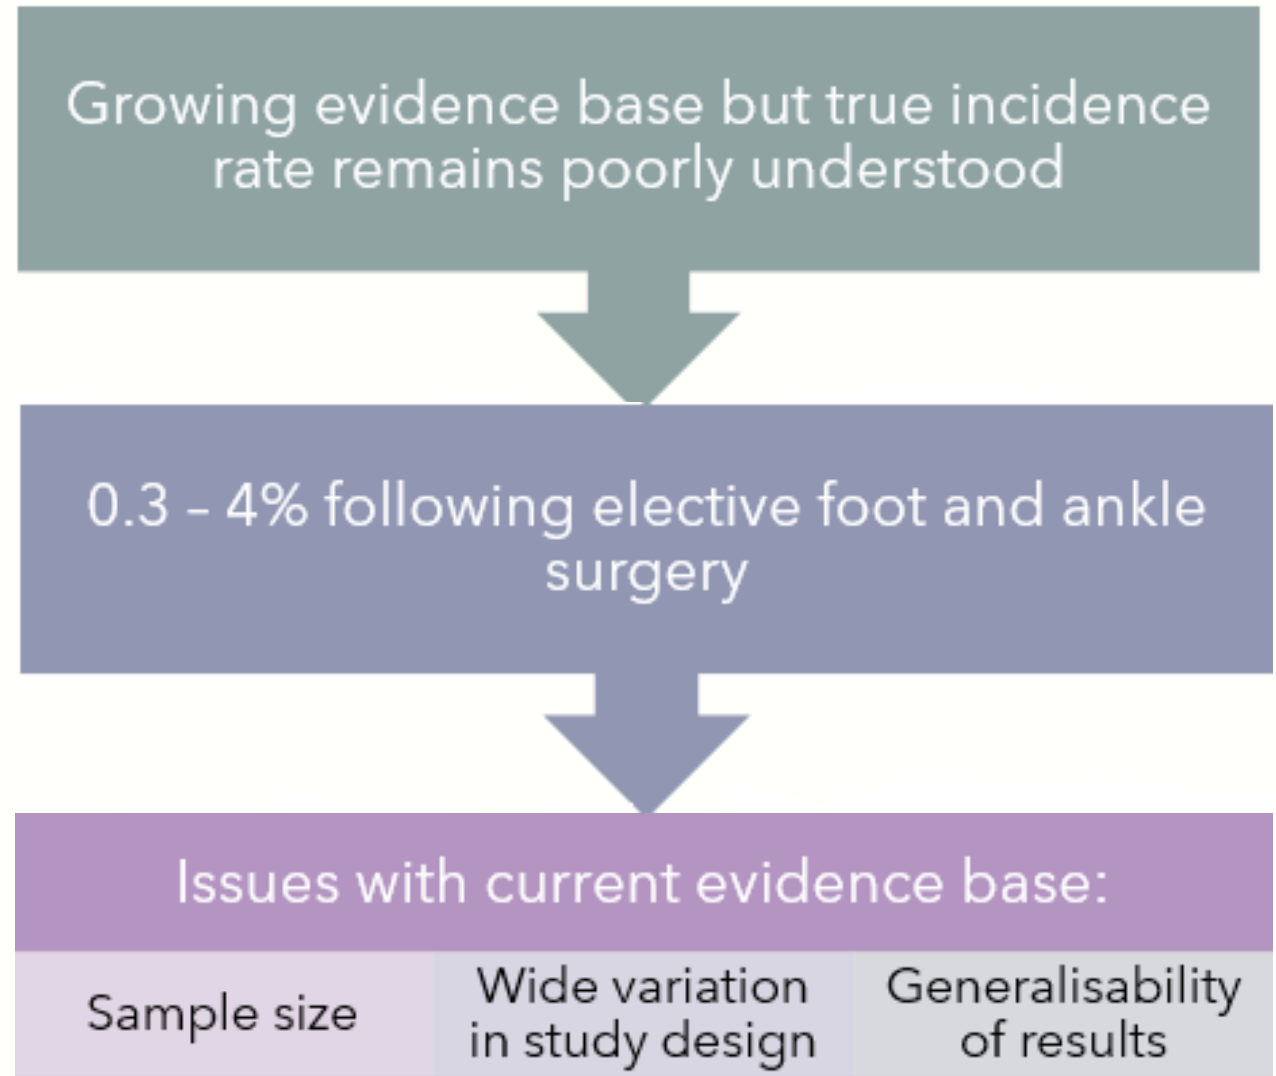 Growing evidence base but true incidence
rate remains poorly understood
0.3 – 4% following elective foot and ankle
surgery
Issues with current evidence base:
Sample size
Wide variation
in study design
Generalisability
of results